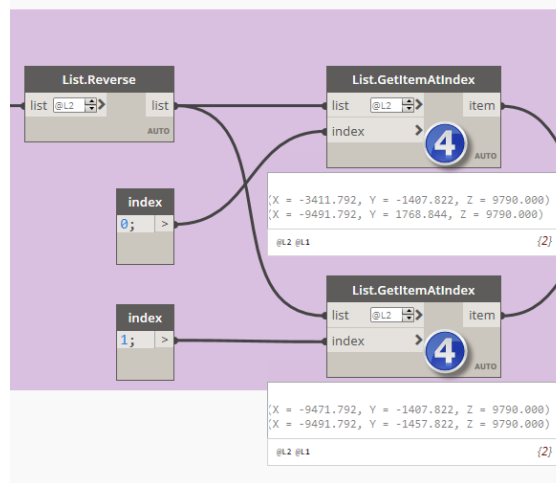 List.Reverse
list @L2 > list
AUTO
List.GetItemAtIndex
list @L2 > item
index >
4
AUTO
index
0; >
(X = -3411.792, Y = -1407.822, Z = 9790.000)
(X = -9491.792, Y = 1768.844, Z = 9790.000)
@L2 @L1 {2}
List.GetItemAtIndex
list @L2 > item
index >
4
AUTO
index
1; >
(X = -9471.792, Y = -1407.822, Z = 9790.000)
(X = -9491.792, Y = -1457.822, Z = 9790.000)
@L2 @L1 {2}